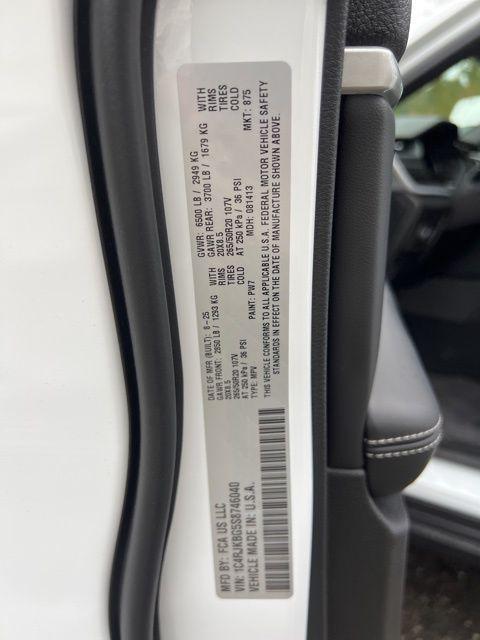 MFD BY: FCA US LLC
VIN: 1C4RJKBG5S8746040
VEHICLE MADE IN: U.S.A.
DATE OF MFR (BUILT): 8-25
GAWR FRONT: 2850 LB / 1293 KG WITH
20X8.5 RIMS
265/50R20 107V TIRES
AT 250 kPa / 36 PSI COLD
TYPE: MPV PAINT: PW7
GVWR: 6500 LB / 2949 KG
GAWR REAR: 3700 LB / 1679 KG WITH
20X8.5 RIMS
265/50R20 107V TIRES
AT 250 kPa / 36 PSI COLD
MDH: 081413 MKT: 875
THIS VEHICLE CONFORMS TO ALL APPLICABLE U.S.A. FEDERAL MOTOR VEHICLE SAFETY
STANDARDS IN EFFECT ON THE DATE OF MANUFACTURE SHOWN ABOVE.